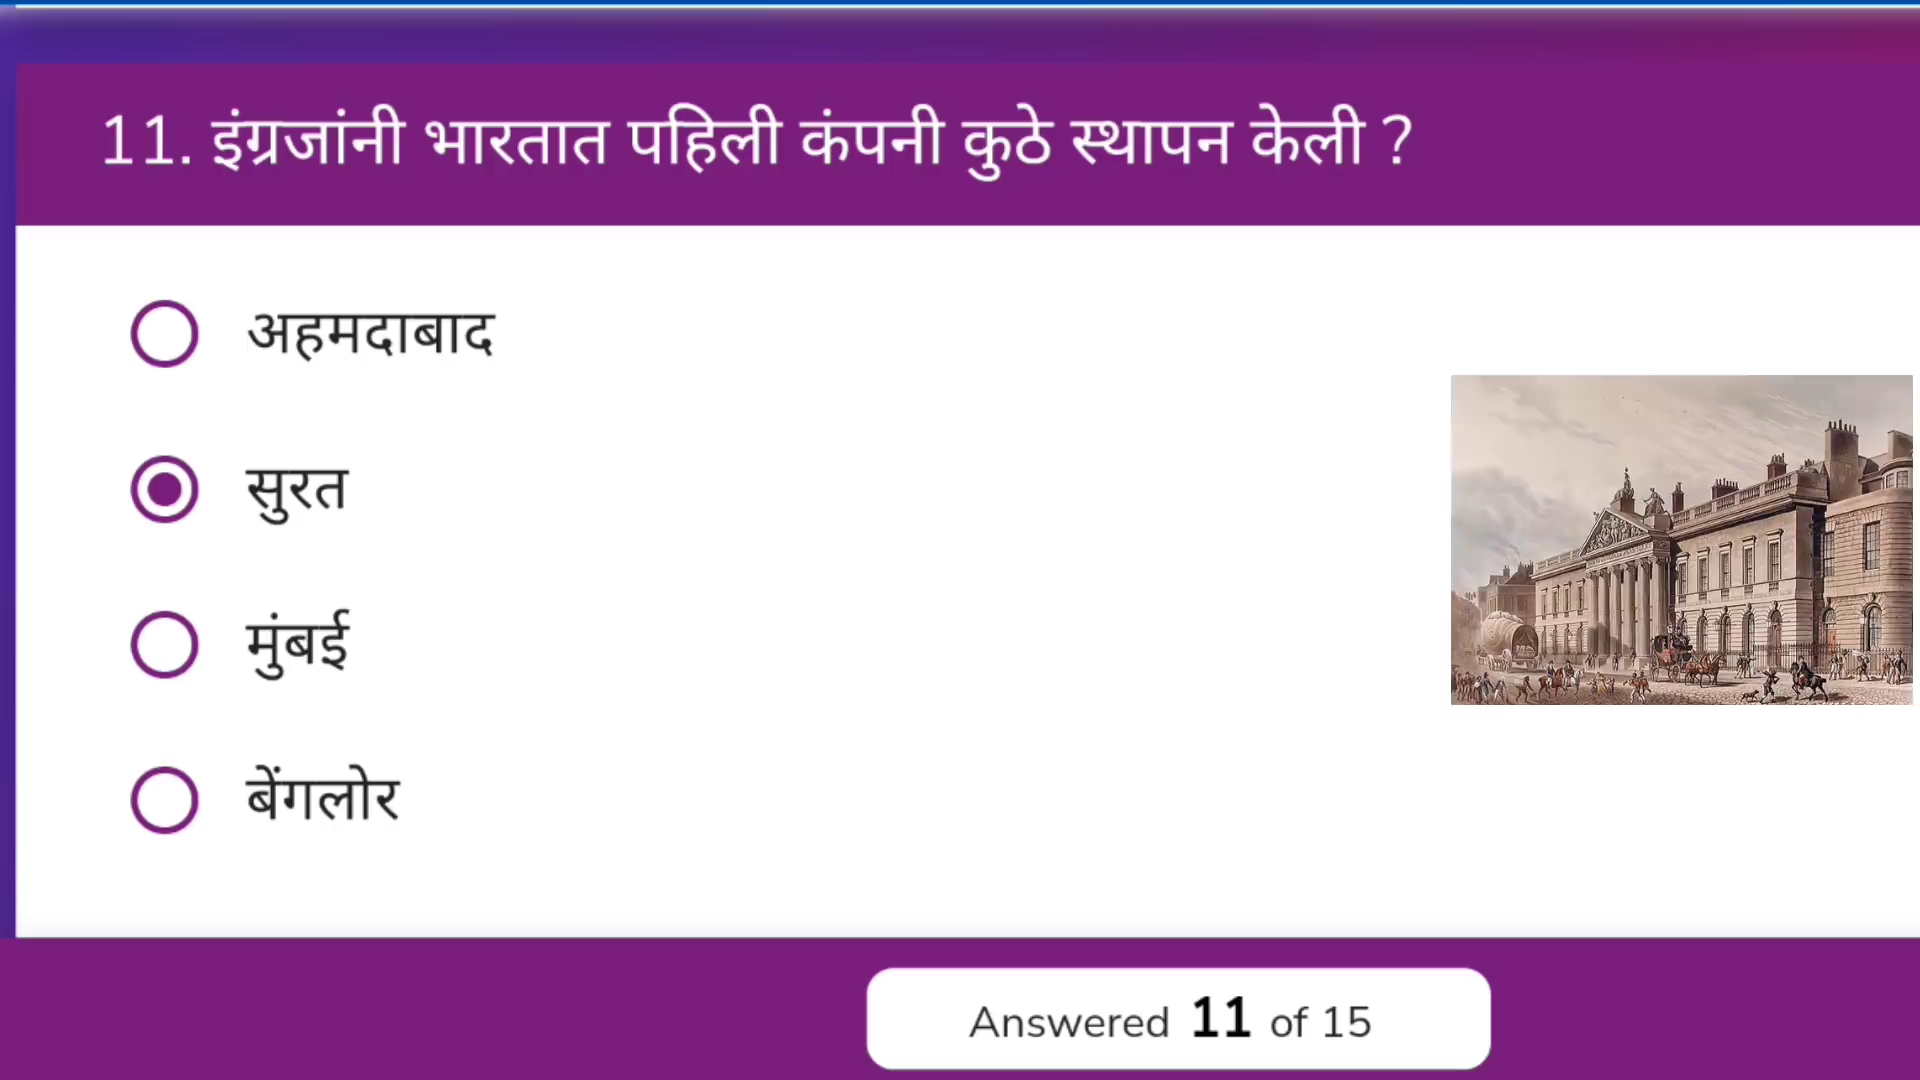 11. इंग्रजांनी भारतात पहिली कंपनी कुठे स्थापन केली ?
अहमदाबाद
सुरत
मुंबई
बेंगलोर
Answered 11 of 15